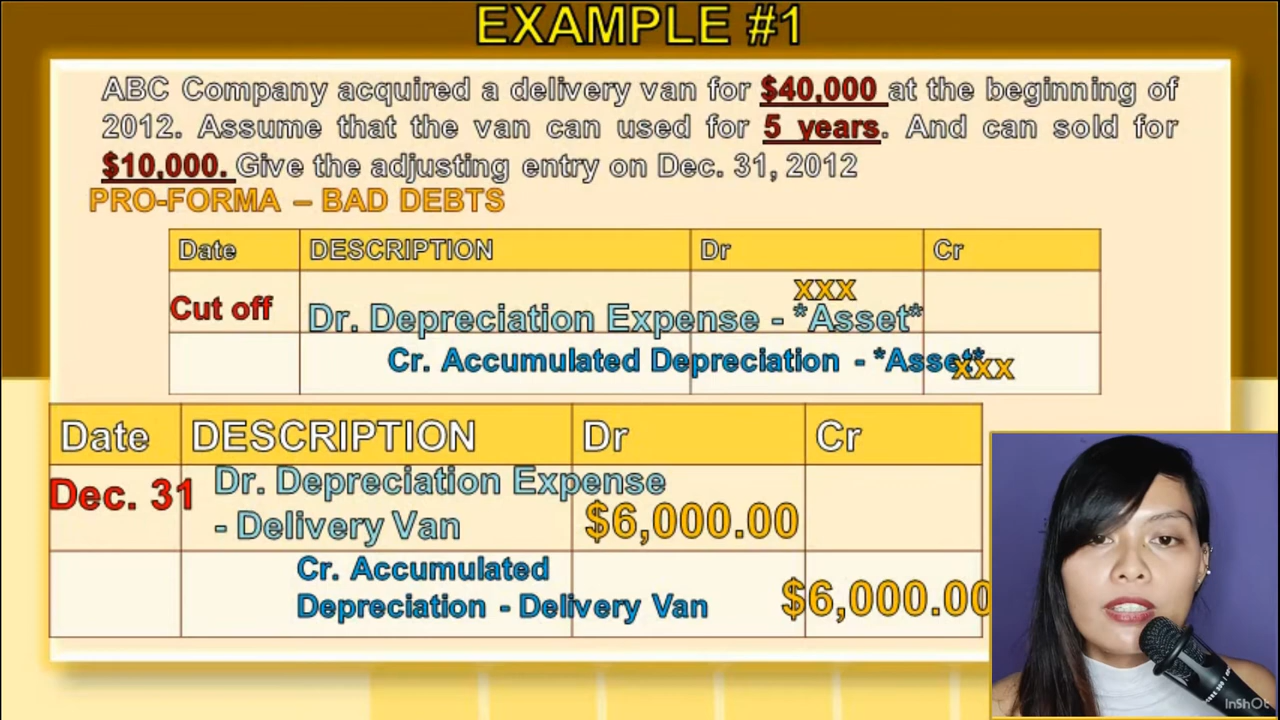 EXAMPLE #1
ABC Company acquired a delivery van for $40,000 at the beginning of
2012. Assume that the van can used for 5 years. And can sold for
$10,000. Give the adjusting entry on Dec. 31, 2012
PRO-FORMA – BAD DEBTS
Date DESCRIPTION Dr Cr
Cut off Dr. Depreciation Expense - *Asset* xxx
Cr. Accumulated Depreciation - *Asset* xxx
Date DESCRIPTION Dr Cr
Dec. 31 Dr. Depreciation Expense
- Delivery Van $6,000.00
Cr. Accumulated
Depreciation - Delivery Van $6,000.00
InShOt